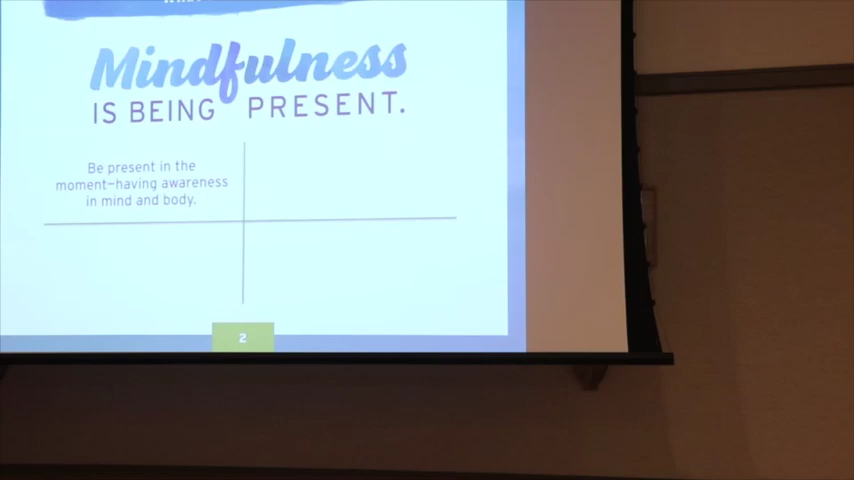 Mindfulness
IS BEING PRESENT.
Be present in the
moment—having awareness
in mind and body.
2